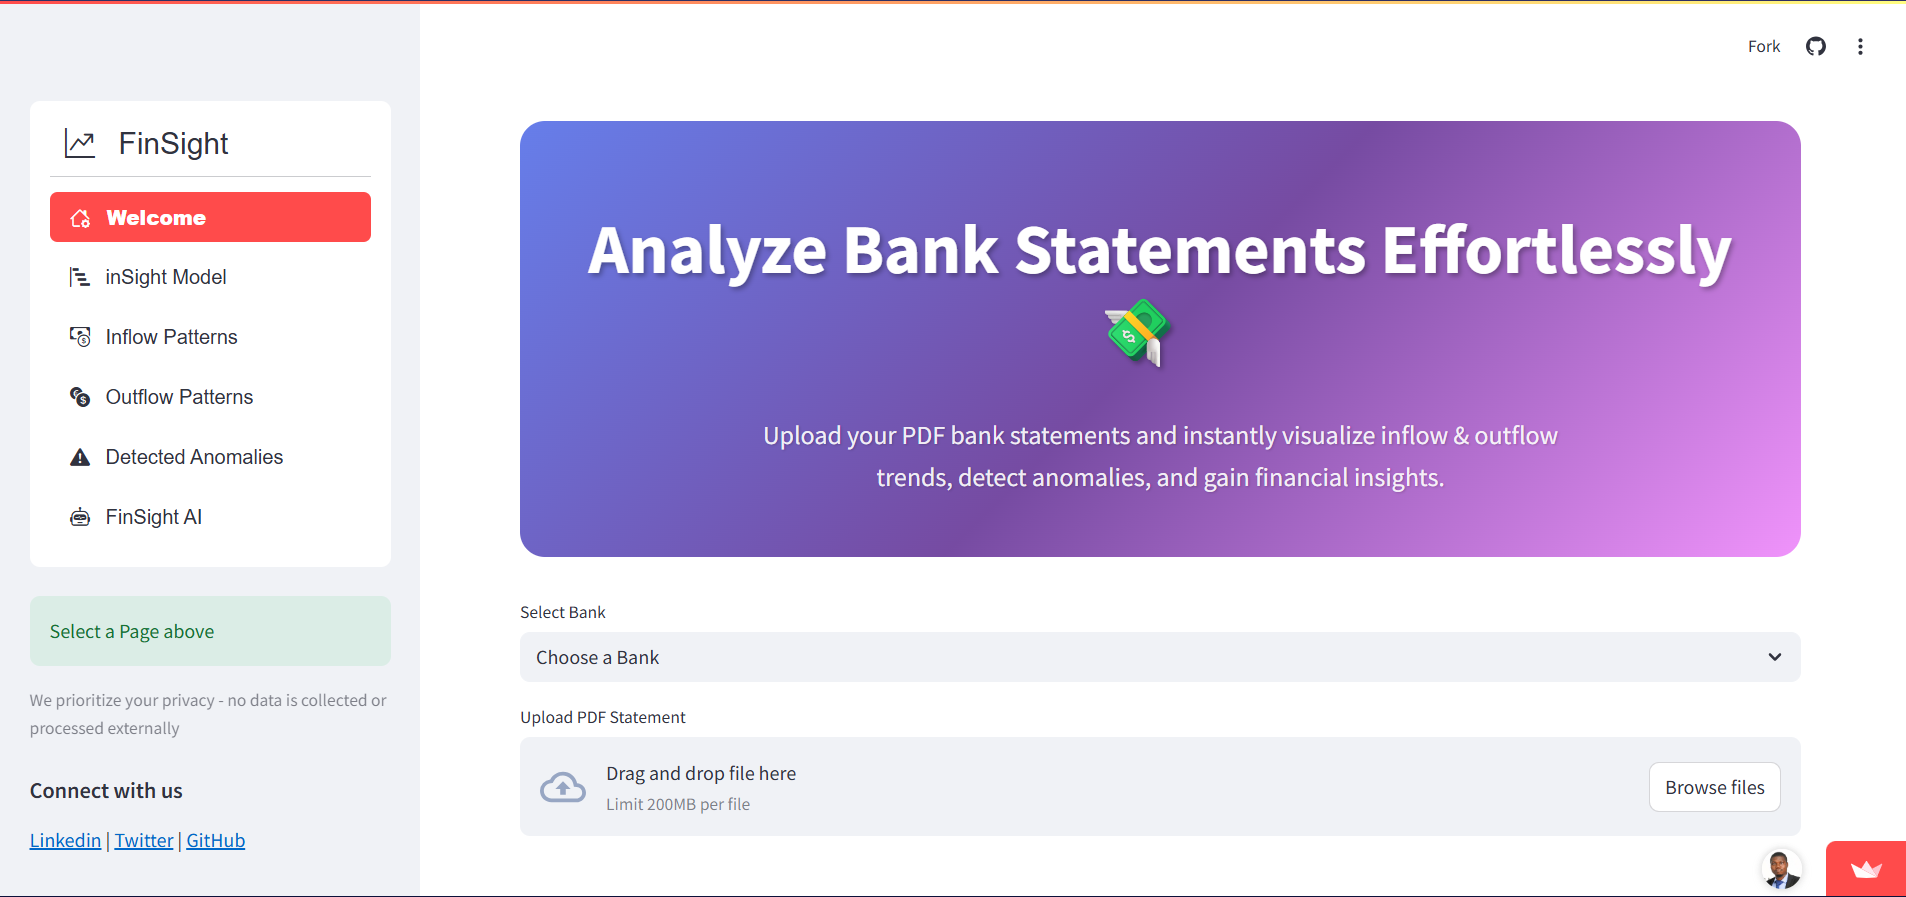 Fork
FinSight
Welcome
inSight Model
Inflow Patterns
Outflow Patterns
Detected Anomalies
FinSight AI
Select a Page above
We prioritize your privacy - no data is collected or
processed externally
Connect with us
Linkedin | Twitter | GitHub
Analyze Bank Statements Effortlessly
Upload your PDF bank statements and instantly visualize inflow & outflow
trends, detect anomalies, and gain financial insights.
Select Bank
Choose a Bank
Upload PDF Statement
Drag and drop file here
Limit 200MB per file
Browse files